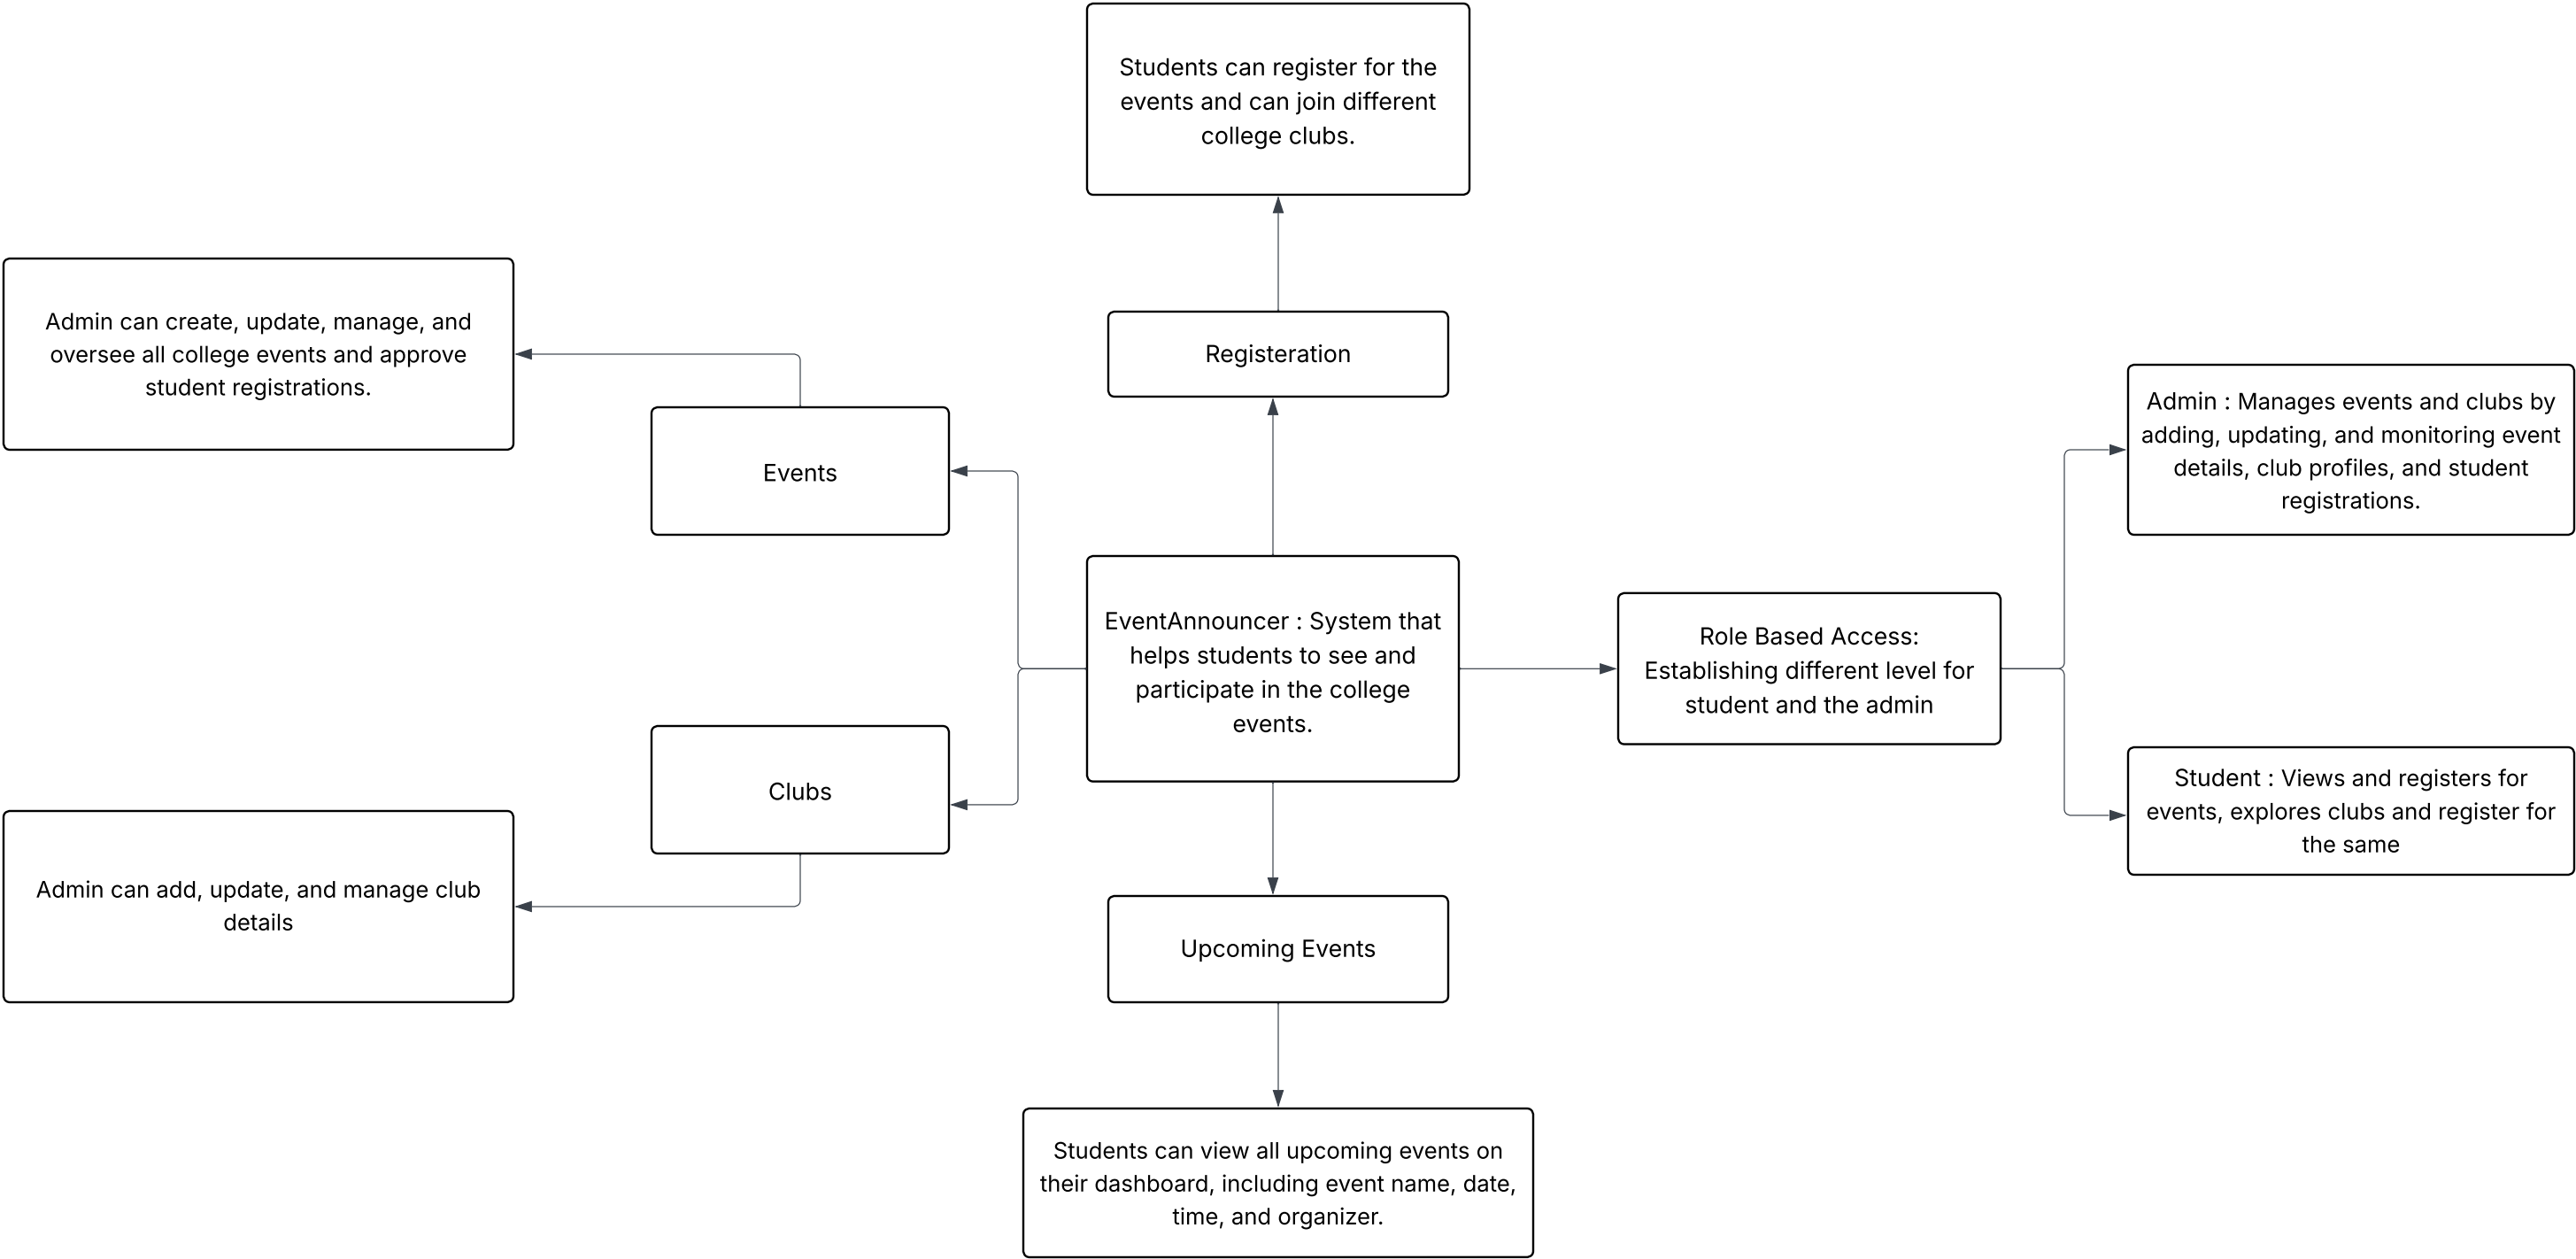 Students can register for the
events and can join different
college clubs.
Admin can create, update, manage, and
oversee all college events and approve
student registrations.
Registeration
Events
Admin : Manages events and clubs by
adding, updating, and monitoring event
details, club profiles, and student
registrations.
EventAnnouncer : System that
helps students to see and
participate in the college
events.
Role Based Access:
Establishing different level for
student and the admin
Clubs
Student : Views and registers for
events, explores clubs and register for
the same
Admin can add, update, and manage club
details
Upcoming Events
Students can view all upcoming events on
their dashboard, including event name, date,
time, and organizer.